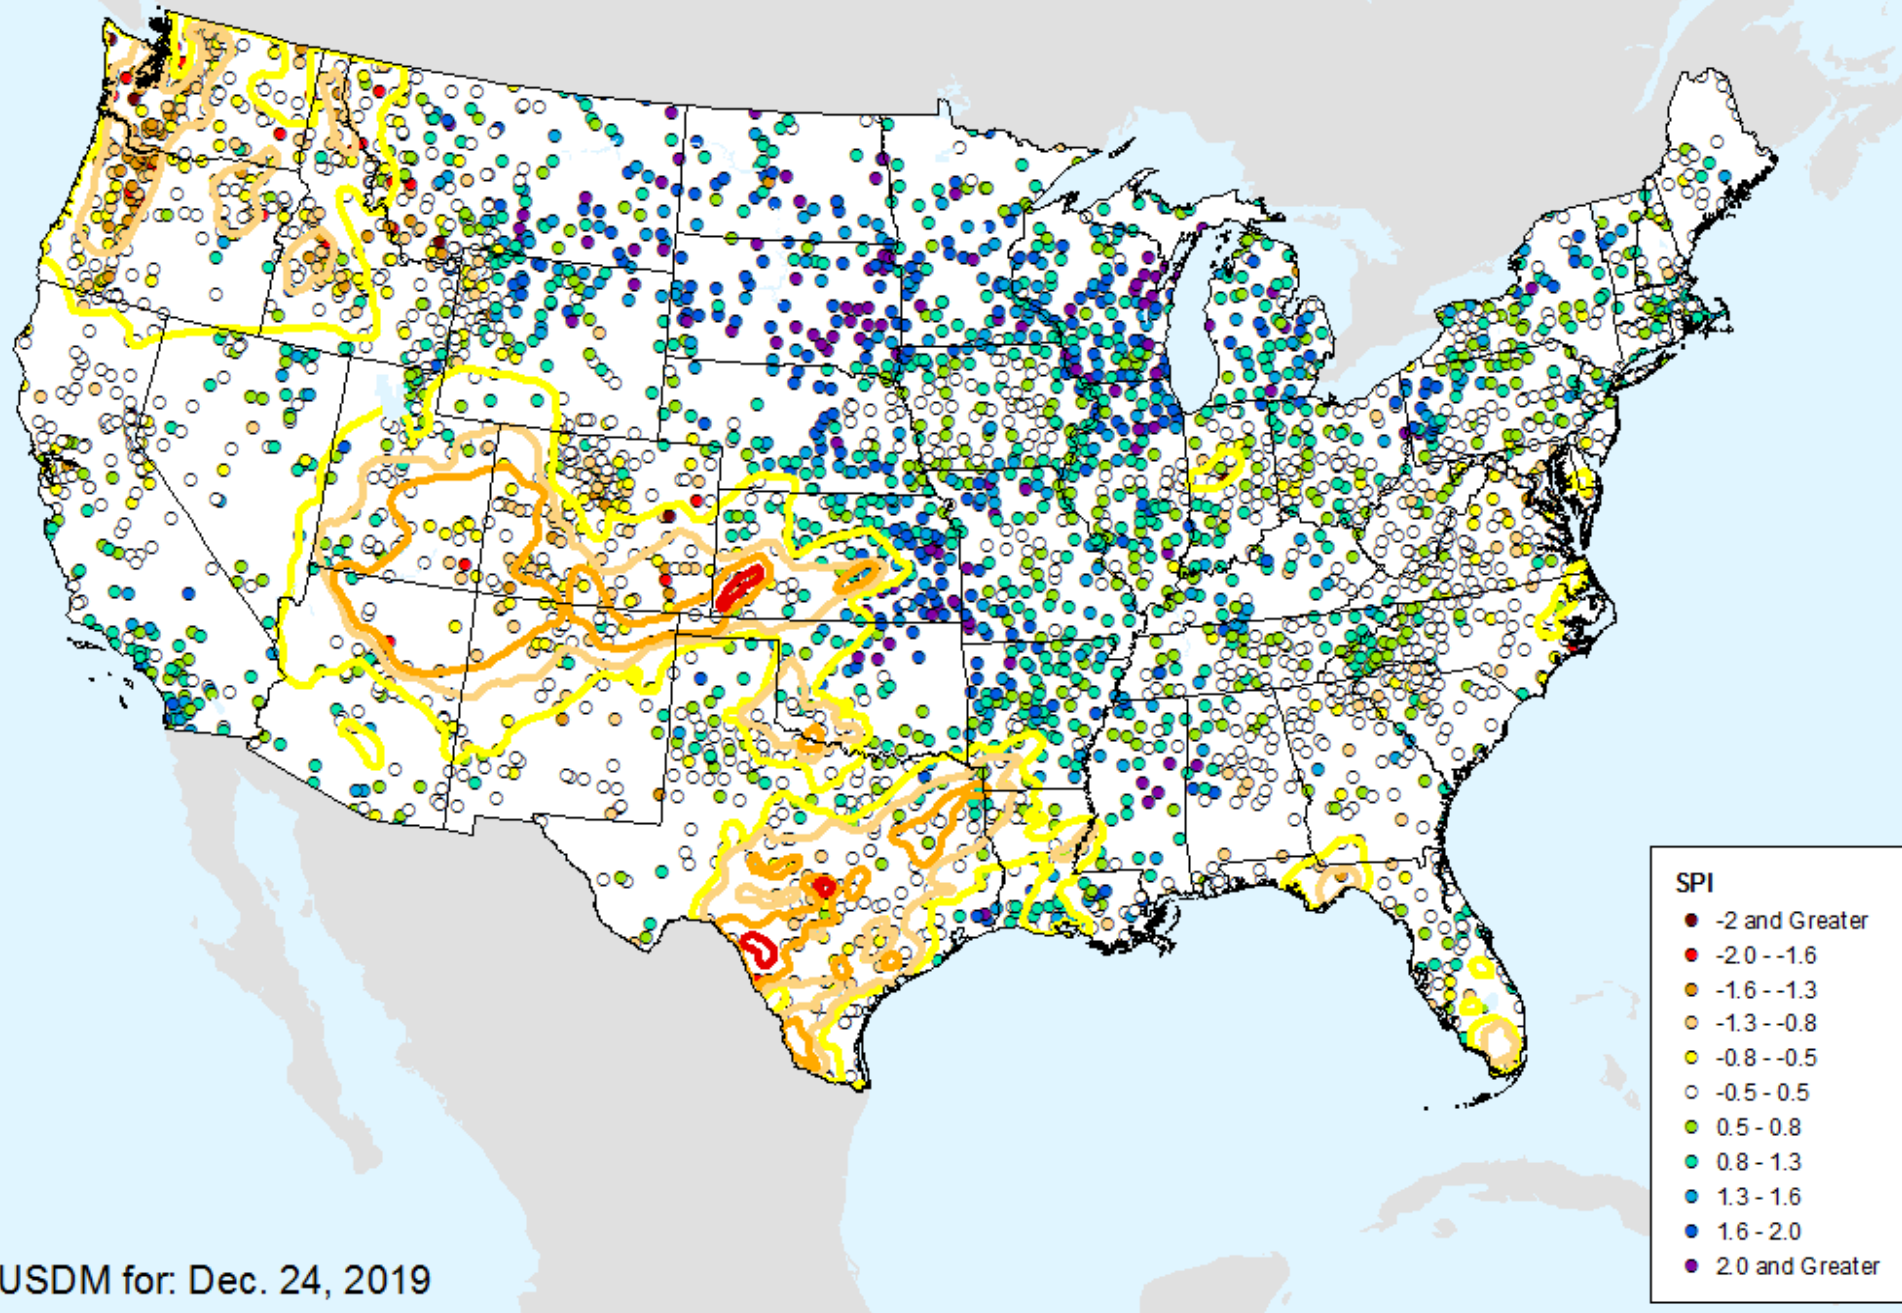 SPI
-2 and Greater
-2.0 - -1.6
-1.6 - -1.3
-1.3 - -0.8
-0.8 - -0.5
-0.5 - 0.5
0.5 - 0.8
0.8 - 1.3
1.3 - 1.6
1.6 - 2.0
2.0 and Greater
USDM for: Dec. 24, 2019